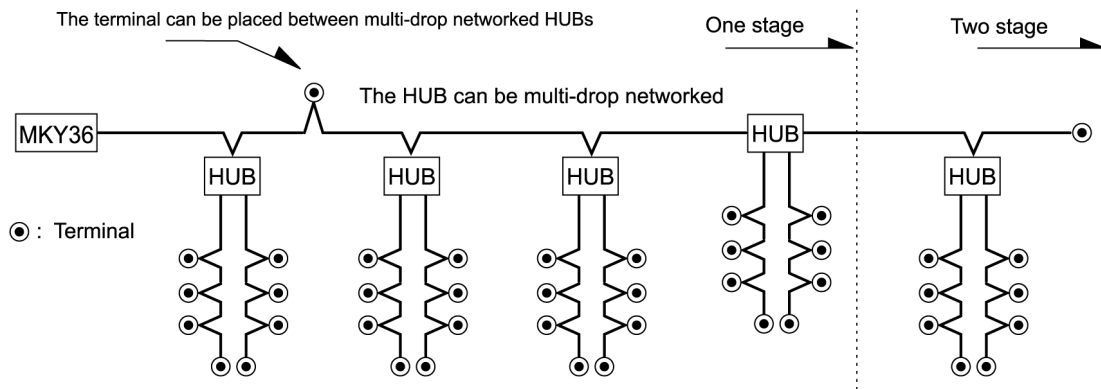 The terminal can be placed between multi-drop networked HUBs
One stage
Two stage
The HUB can be multi-drop networked
MKY36
HUB
HUB
HUB
HUB
HUB
: Terminal